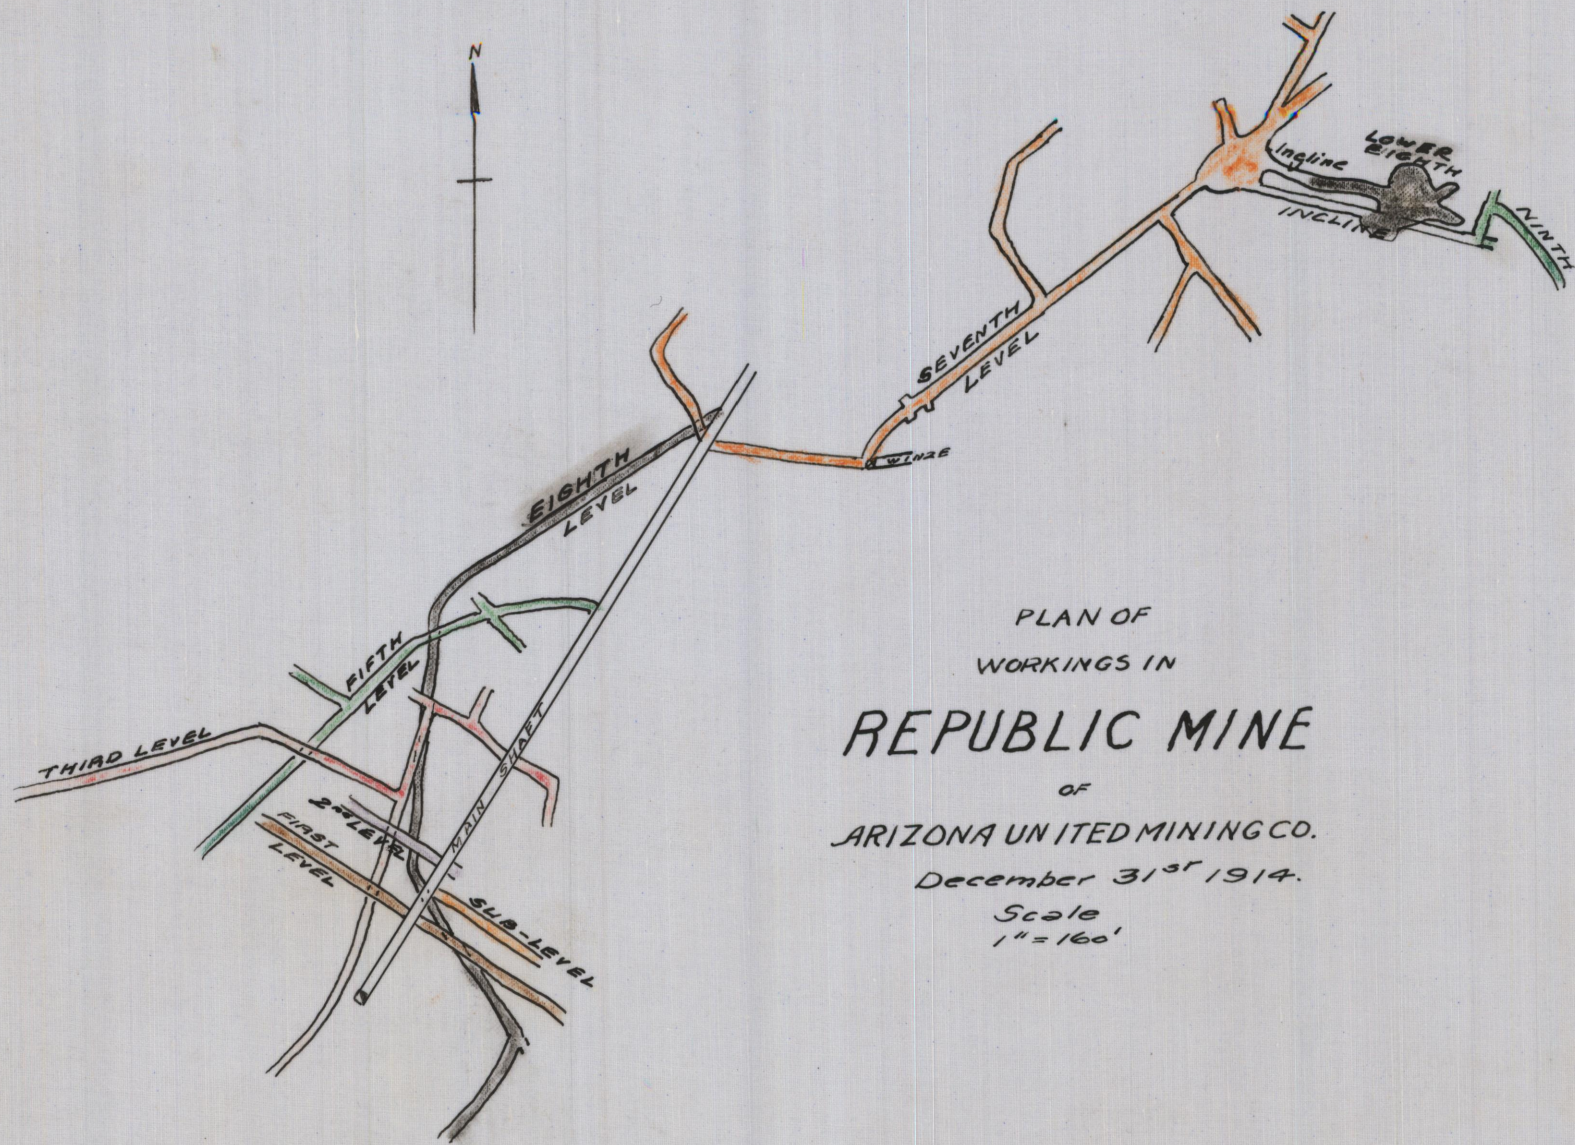 N
LOWER
EIGHTH
Incline
INCLINE
NINTH
SEVENTH
LEVEL
WINZE
EIGHTH
LEVEL
FIFTH
LEVEL
THIRD LEVEL
MAIN SHAFT
2ND LEVEL
FIRST
LEVEL
SUB-LEVEL
PLAN OF
WORKINGS IN
REPUBLIC MINE
OF
ARIZONA UNITED MINING CO.
December 31st 1914.
Scale
1" = 160'